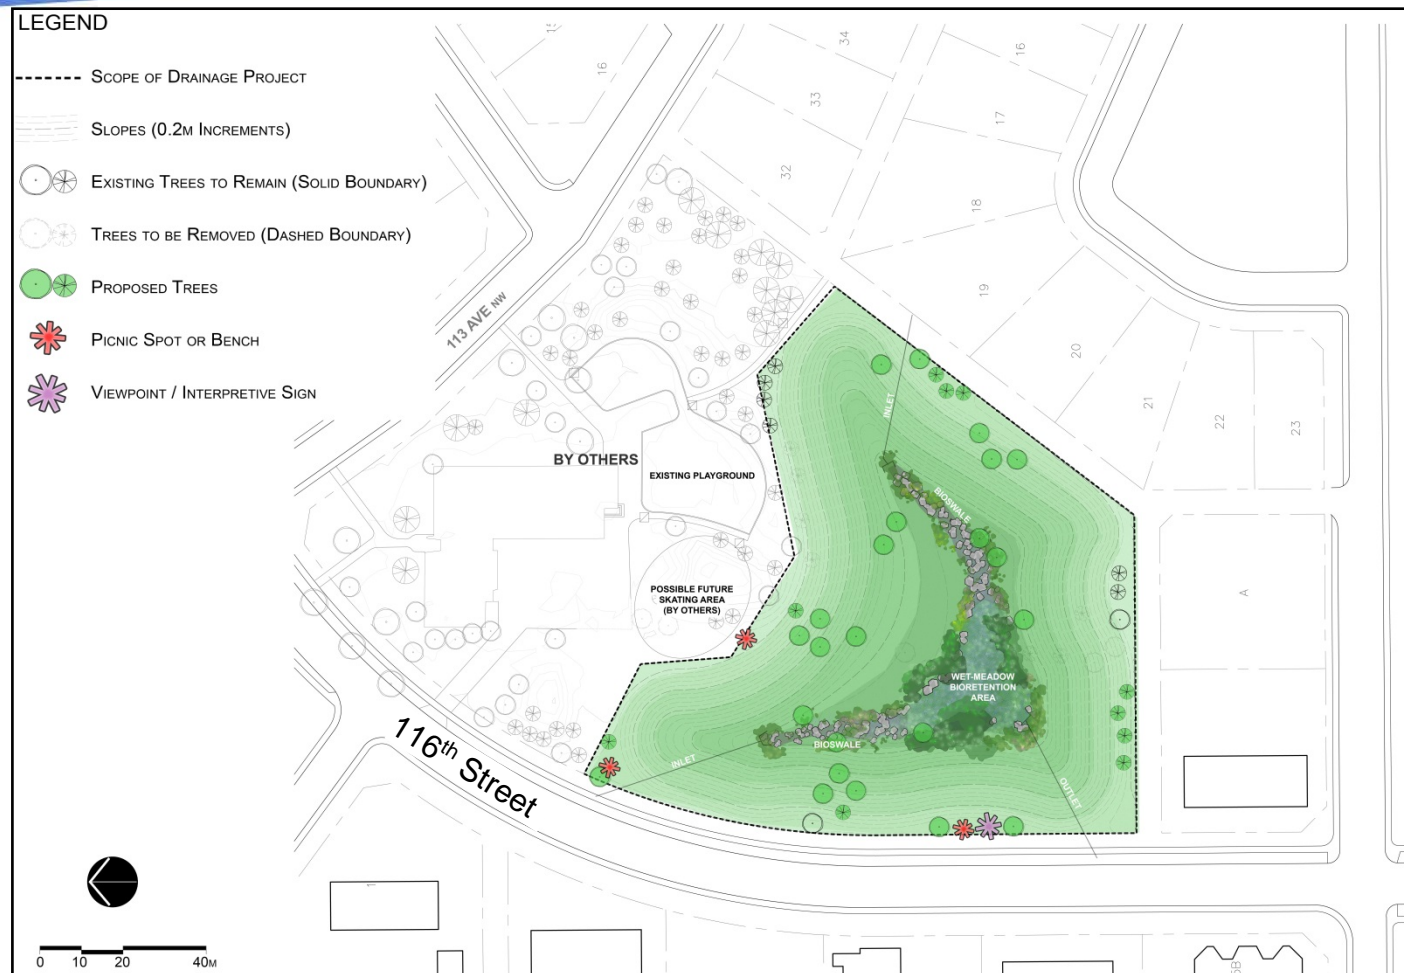 LEGEND
SCOPE OF DRAINAGE PROJECT
SLOPES (0.2M INCREMENTS)
EXISTING TREES TO REMAIN (SOLID BOUNDARY)
TREES TO BE REMOVED (DASHED BOUNDARY)
PROPOSED TREES
PICNIC SPOT OR BENCH
VIEWPOINT / INTERPRETIVE SIGN
16
34
33
32
16
17
18
19
20
21
22
23
A
113 AVE NW
BY OTHERS
EXISTING PLAYGROUND
POSSIBLE FUTURE
SKATING AREA
(BY OTHERS)
INLET
BIOSWALE
WET-MEADOW
BIORETENTION
AREA
BIOSWALE
INLET
OUTLET
116th Street
0 10 20 40M